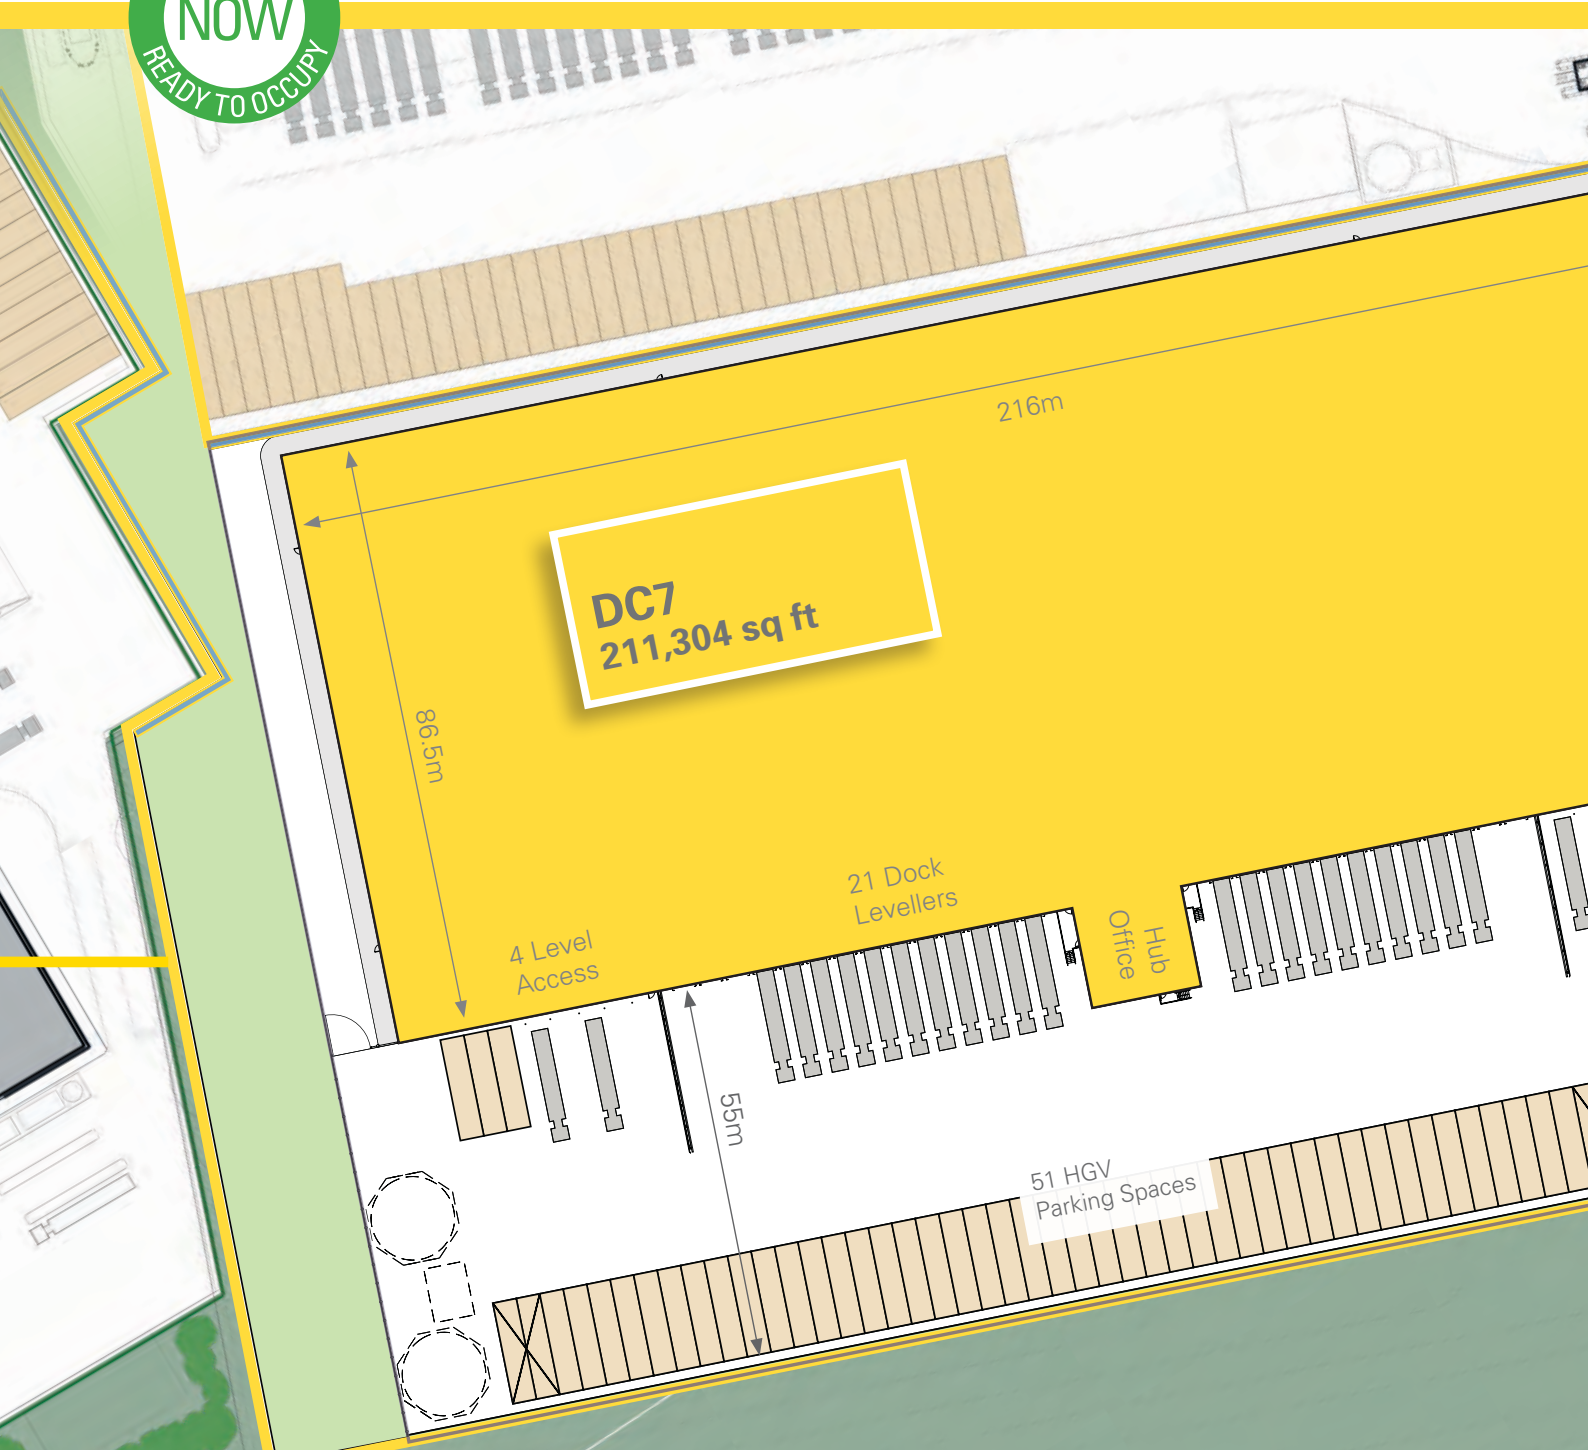 NOW
READY TO OCCUPY
216m
DC7
211,304 sq ft
86.5m
21 Dock
Levellers
4 Level
Access
Hub
Office
55m
51 HGV
Parking Spaces